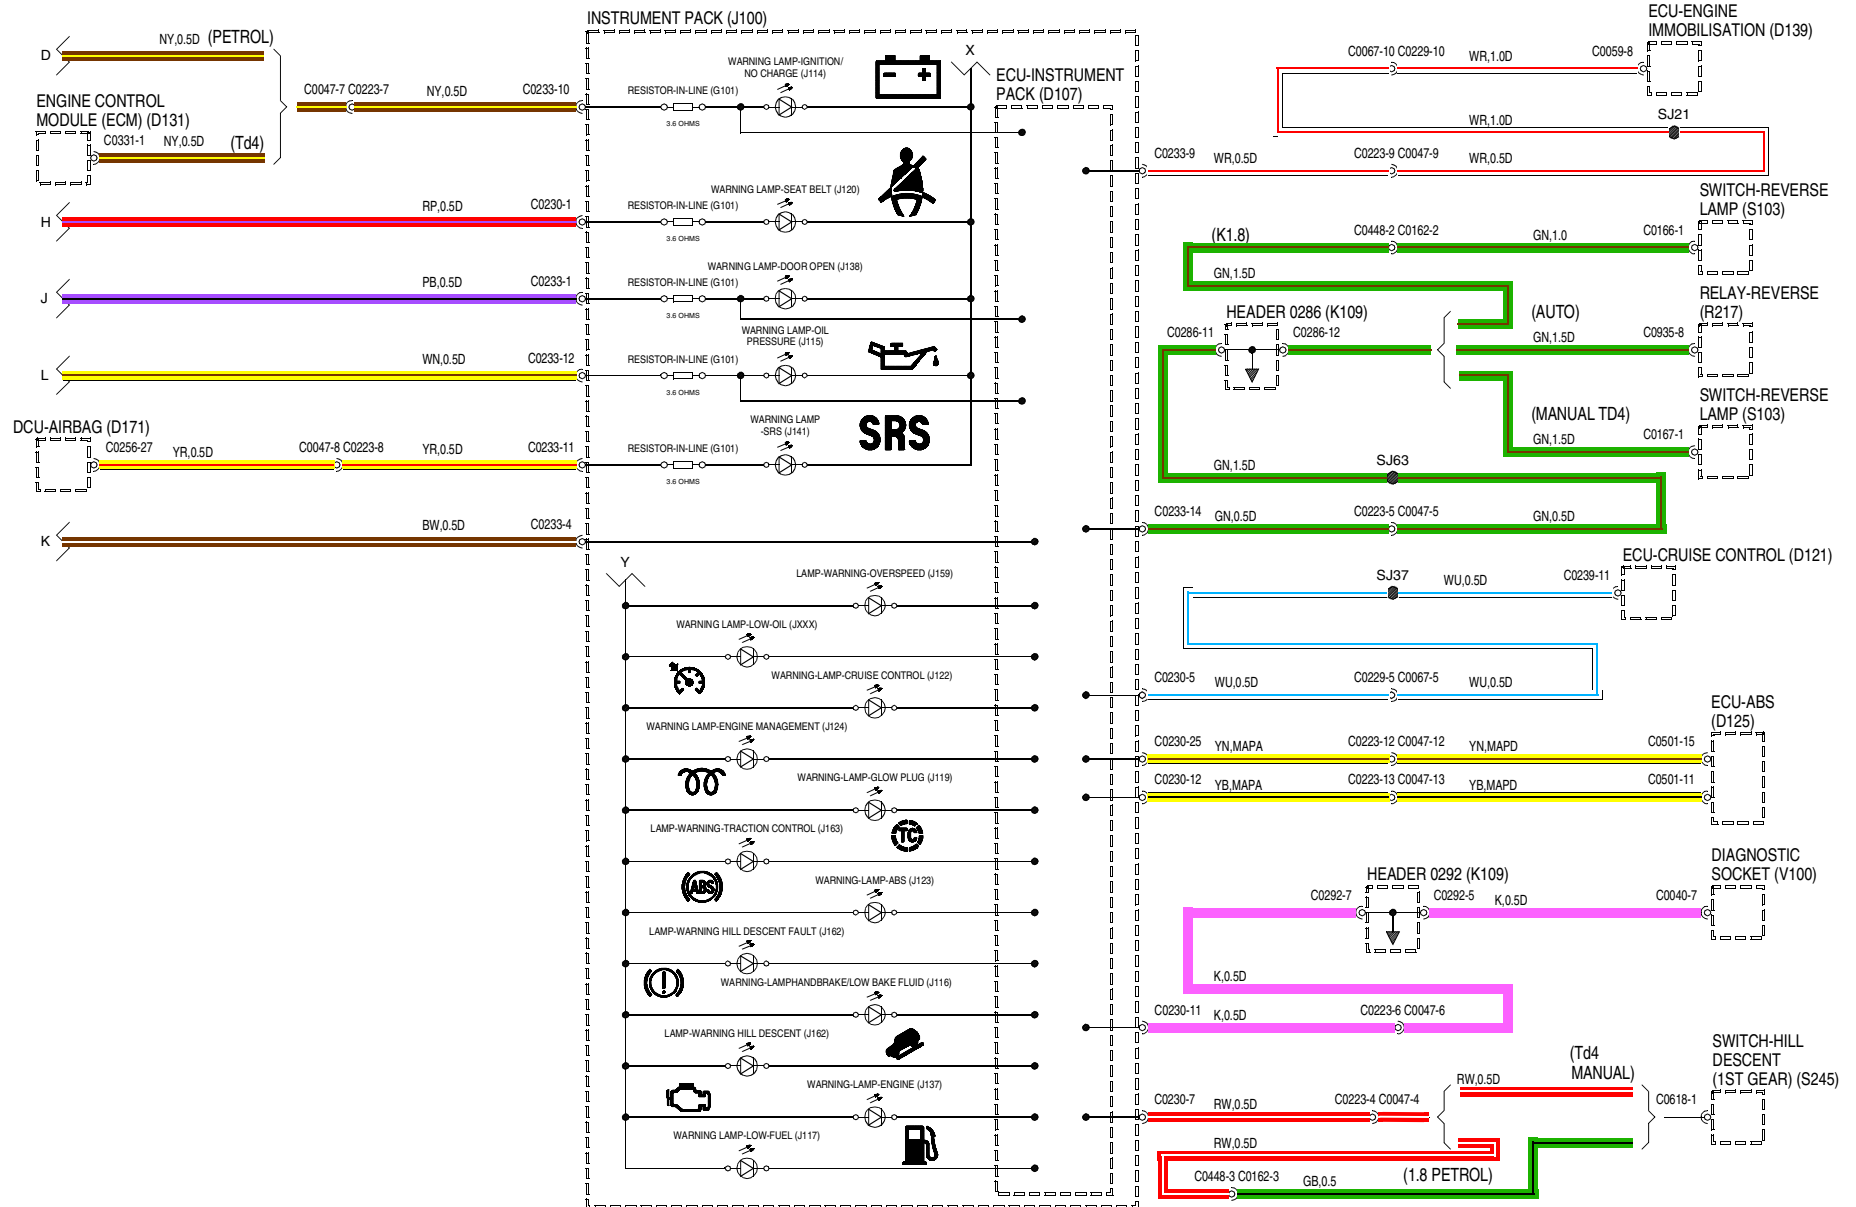 D
NY,0.5D (PETROL)
ENGINE CONTROL
MODULE (ECM) (D131)
C0331-1 NY,0.5D (Td4)
C0047-7 C0223-7 NY,0.5D C0233-10
H
RP,0.5D C0230-1
J
PB,0.5D C0233-1
L
WN,0.5D C0233-12
DCU-AIRBAG (D171)
C0256-27 YR,0.5D C0047-8 C0223-8 YR,0.5D C0233-11
K
BW,0.5D C0233-4
INSTRUMENT PACK (J100)
X
ECU-INSTRUMENT
PACK (D107)
WARNING LAMP-IGNITION/
NO CHARGE (J114)
RESISTOR-IN-LINE (G101)
3.6 OHMS
WARNING LAMP-SEAT BELT (J120)
RESISTOR-IN-LINE (G101)
3.6 OHMS
WARNING LAMP-DOOR OPEN (J138)
RESISTOR-IN-LINE (G101)
3.6 OHMS
WARNING LAMP-OIL
PRESSURE (J115)
RESISTOR-IN-LINE (G101)
3.6 OHMS
WARNING LAMP
-SRS (J141)
SRS
RESISTOR-IN-LINE (G101)
3.6 OHMS
Y
LAMP-WARNING-OVERSPEED (J159)
WARNING LAMP-LOW-OIL (JXXX)
WARNING-LAMP-CRUISE CONTROL (J122)
WARNING LAMP-ENGINE MANAGEMENT (J124)
WARNING-LAMP-GLOW PLUG (J119)
LAMP-WARNING-TRACTION CONTROL (J163)
TC
WARNING-LAMP-ABS (J123)
ABS
LAMP-WARNING HILL DESCENT FAULT (J162)
WARNING-LAMPHANDBRAKE/LOW BAKE FLUID (J116)
LAMP-WARNING HILL DESCENT (J162)
WARNING-LAMP-ENGINE (J137)
WARNING LAMP-LOW-FUEL (J117)
ECU-ENGINE
IMMOBILISATION (D139)
C0067-10 C0229-10 WR,1.0D C0059-8
WR,1.0D SJ21
C0233-9 WR,0.5D C0223-9 C0047-9 WR,0.5D
SWITCH-REVERSE
LAMP (S103)
(K1.8) C0448-2 C0162-2 GN,1.0 C0166-1
GN,1.5D
RELAY-REVERSE
(R217)
HEADER 0286 (K109) (AUTO)
C0286-11 C0286-12 GN,1.5D C0935-8
SWITCH-REVERSE
LAMP (S103)
(MANUAL TD4)
GN,1.5D C0167-1
GN,1.5D SJ63
C0233-14 GN,0.5D C0223-5 C0047-5 GN,0.5D
ECU-CRUISE CONTROL (D121)
SJ37 WU,0.5D C0239-11
C0230-5 WU,0.5D C0229-5 C0067-5 WU,0.5D
ECU-ABS
(D125)
C0230-25 YN,MAPA C0223-12 C0047-12 YN,MAPD C0501-15
C0230-12 YB,MAPA C0223-13 C0047-13 YB,MAPD C0501-11
DIAGNOSTIC
SOCKET (V100)
HEADER 0292 (K109)
C0292-7 C0292-5 K,0.5D C0040-7
K,0.5D
C0230-11 K,0.5D C0223-6 C0047-6
SWITCH-HILL
DESCENT
(1ST GEAR) (S245)
(Td4
MANUAL)
RW,0.5D
C0230-7 RW,0.5D C0223-4 C0047-4 C0618-1
RW,0.5D
(1.8 PETROL)
C0448-3 C0162-3 GB,0.5